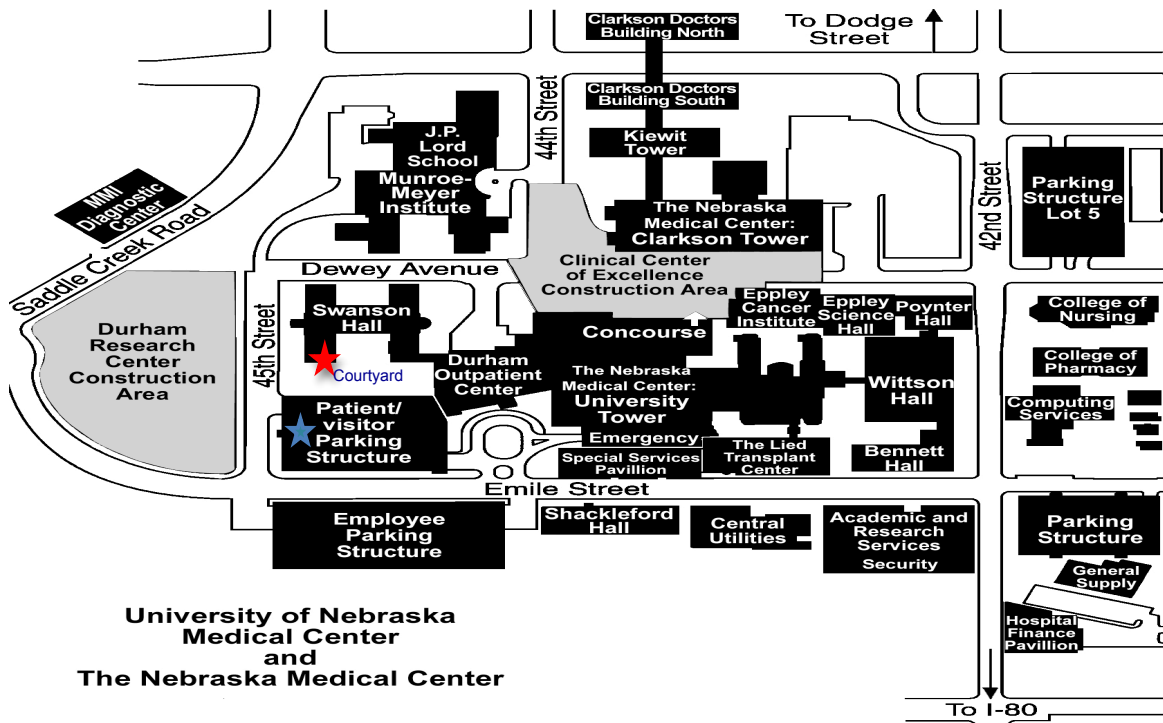 Clarkson Doctors
Building North
To Dodge
Street
Clarkson Doctors
Building South
44th Street
J.P.
Lord
School
Kiewit
Tower
Munroe-
Meyer
Institute
MMI
Diagnostic
Center
42nd Street
Parking
Structure
Lot 5
The Nebraska
Medical Center:
Clarkson Tower
Saddle Creek Road
Dewey Avenue
Clinical Center
of Excellence
Construction Area
Swanson
Hall
Concourse
Eppley
Cancer
Institute
Eppley
Science
Hall
Poynter
Hall
College of
Nursing
Durham
Research
Center
Construction
Area
45th Street
Courtyard
Durham
Outpatient
Center
The Nebraska
Medical Center:
University
Tower
Wittson
Hall
College of
Pharmacy
Computing
Services
Patient/
visitor
Parking
Structure
Emergency
Special Services
Pavillion
The Lied
Transplant
Center
Bennett
Hall
Emile Street
Employee
Parking
Structure
Shackleford
Hall
Central
Utilities
Academic and
Research
Services
Security
Parking
Structure
General
Supply
Hospital
Finance
Pavillion
University of Nebraska
Medical Center
and
The Nebraska Medical Center
To I-80